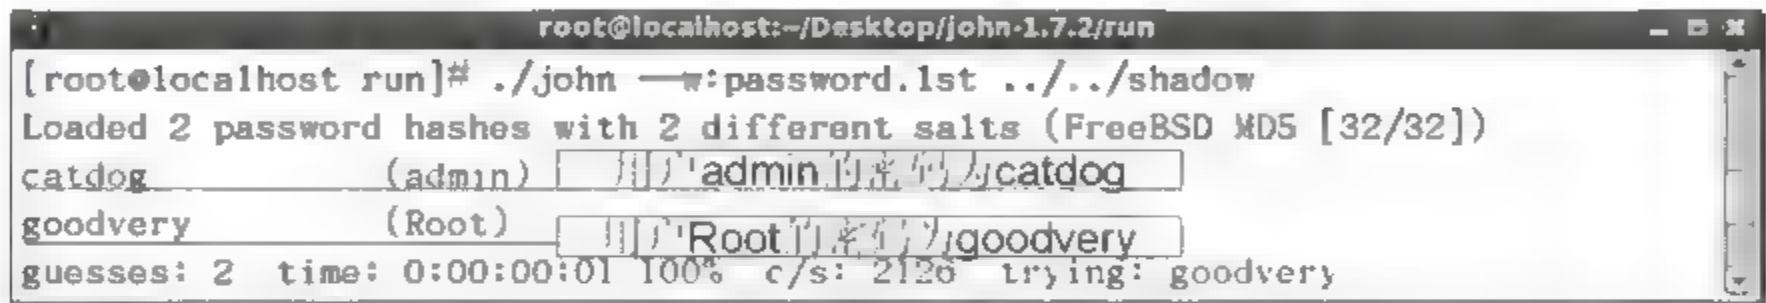 root@localhost:~/Desktop/john-1.7.2/run
[root@localhost run]# ./john —w:password.lst ../../shadow
Loaded 2 password hashes with 2 different salts (FreeBSD MD5 [32/32])
catdog (admin) 用户admin的密码为catdog
goodvery (Root) 用户Root的密码为goodvery
guesses: 2 time: 0:00:00:01 100% c/s: 2126 trying: goodvery